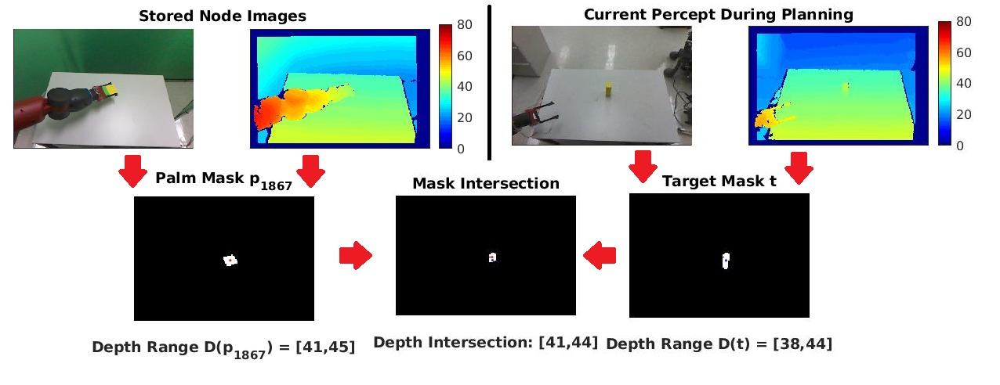 Stored Node Images
80
60
40
20
0
Current Percept During Planning
80
60
40
20
0
Palm Mask p1867
Mask Intersection
Target Mask t
Depth Range D(p1867) = [41,45]
Depth Intersection: [41,44]
Depth Range D(t) = [38,44]